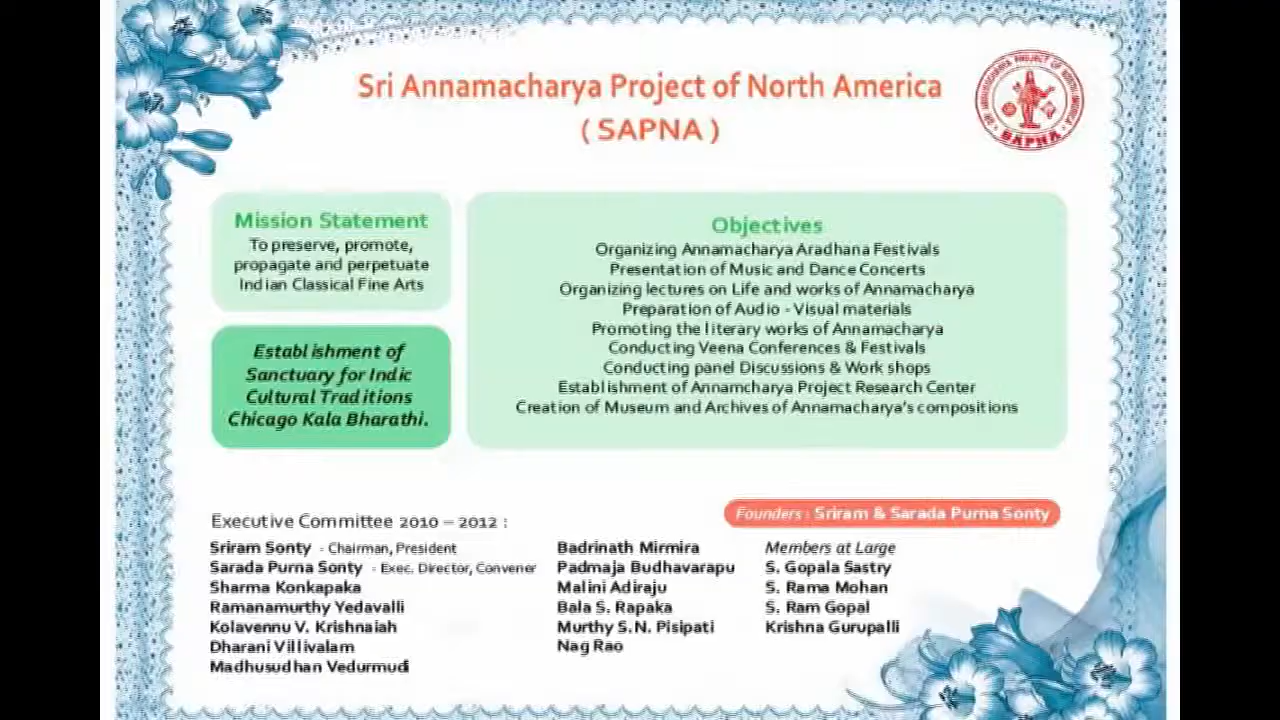 Sri Annamacharya Project of North America
( SAPNA )
SRI ANNAMACHARYA PROJECT OF NORTH AMERICA
SAPNA
Mission Statement
To preserve, promote,
propagate and perpetuate
Indian Classical Fine Arts
Establishment of
Sanctuary for Indic
Cultural Traditions
Chicago Kala Bharathi.
Objectives
Organizing Annamacharya Aradhana Festivals
Presentation of Music and Dance Concerts
Organizing lectures on Life and works of Annamacharya
Preparation of Audio - Visual materials
Promoting the literary works of Annamacharya
Conducting Veena Conferences & Festivals
Conducting panel Discussions & Work shops
Establishment of Annamcharya Project Research Center
Creation of Museum and Archives of Annamacharya's compositions
Founders : Sriram & Sarada Purna Sonty
Executive Committee 2010 – 2012 :
Sriram Sonty - Chairman, President
Sarada Purna Sonty - Exec. Director, Convener
Sharma Konkapaka
Ramanamurthy Yedavalli
Kolavennu V. Krishnaiah
Dharani Villivalam
Madhusudhan Vedurmudi
Badrinath Mirmira
Padmaja Budhavarapu
Malini Adiraju
Bala S. Rapaka
Murthy S.N. Pisipati
Nag Rao
Members at Large
S. Gopala Sastry
S. Rama Mohan
S. Ram Gopal
Krishna Gurupalli